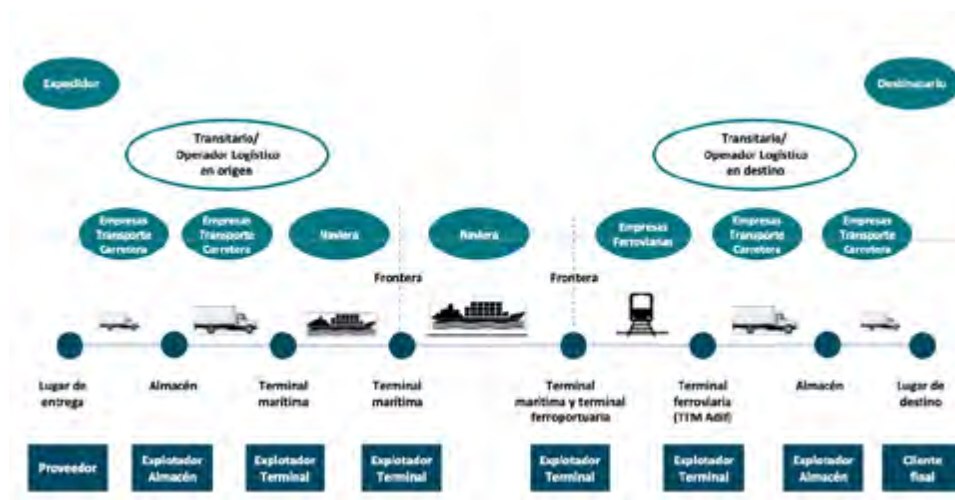 Expedidor
Destinatario
Transitario/
Operador Logístico
en origen
Transitario/
Operador Logístico
en destino
Empresas
Transporte
Carretera
Empresas
Transporte
Carretera
Naviera
Naviera
Empresas
Ferroviarias
Empresas
Transporte
Carretera
Empresas
Transporte
Carretera
Frontera
Frontera
Lugar de
entrega
Almacén
Terminal
marítima
Terminal
marítima
Terminal
marítima y terminal
ferroportuaria
Terminal
ferroviaria
(TTM Adif)
Almacén
Lugar de
destino
Proveedor
Explotador
Almacén
Explotador
Terminal
Explotador
Terminal
Explotador
Terminal
Explotador
Terminal
Explotador
Almacén
Cliente
final